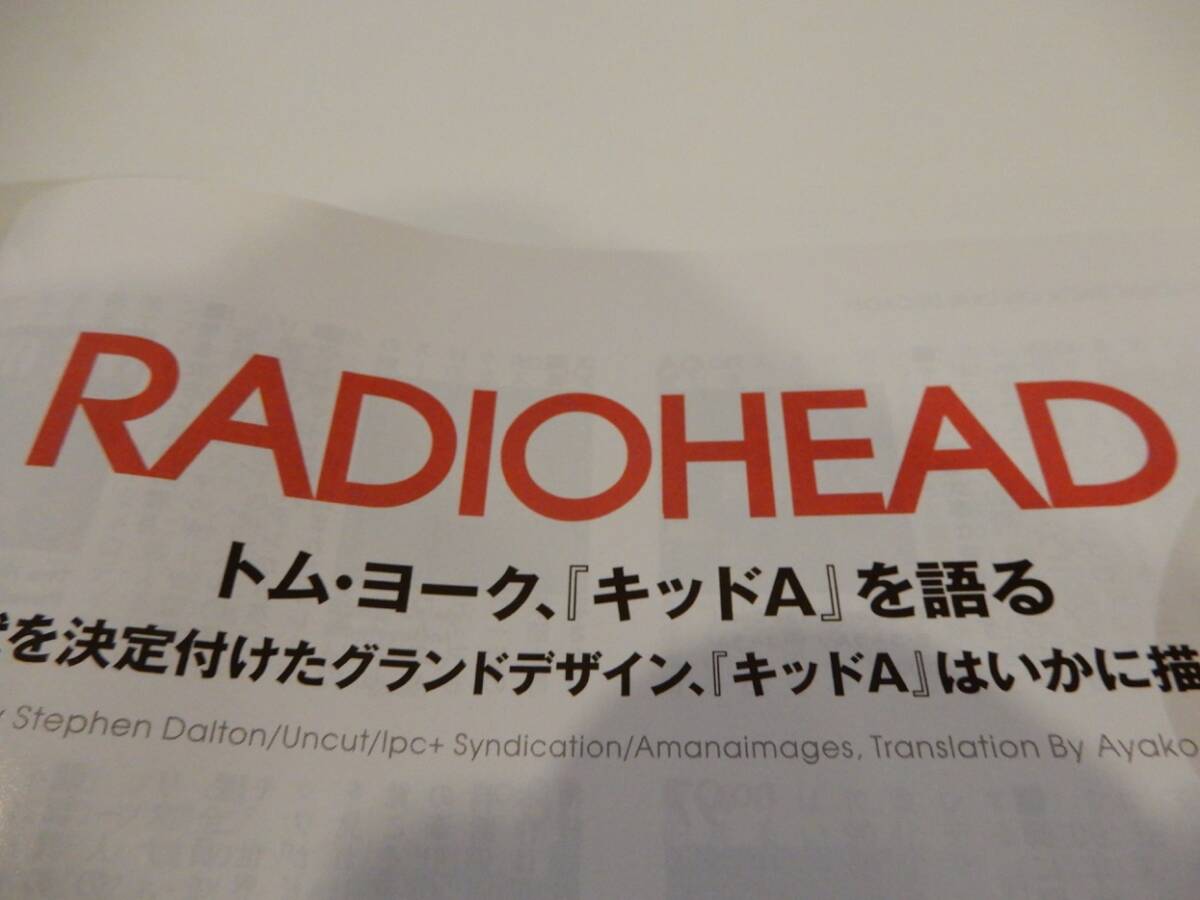 RADIOHEAD
トム・ヨーク、『キッドA』を語る
を決定付けたグランドデザイン、『キッドA』はいかに描
Stephen Dalton/Uncut/Ipc+ Syndication/Amanaimages, Translation By Ayako